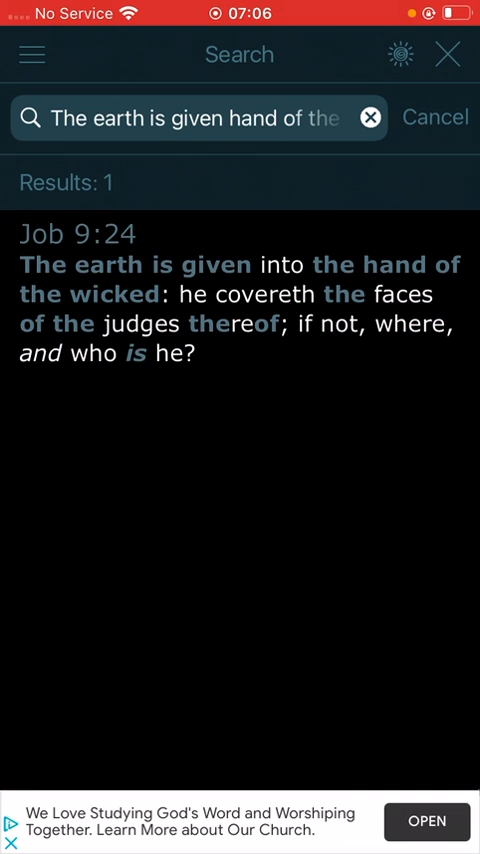 No Service 07:06
Search
The earth is given hand of the
Cancel
Results: 1
Job 9:24
The earth is given into the hand of
the wicked: he covereth the faces
of the judges thereof; if not, where,
and who is he?
We Love Studying God's Word and Worshiping
Together. Learn More about Our Church.
OPEN